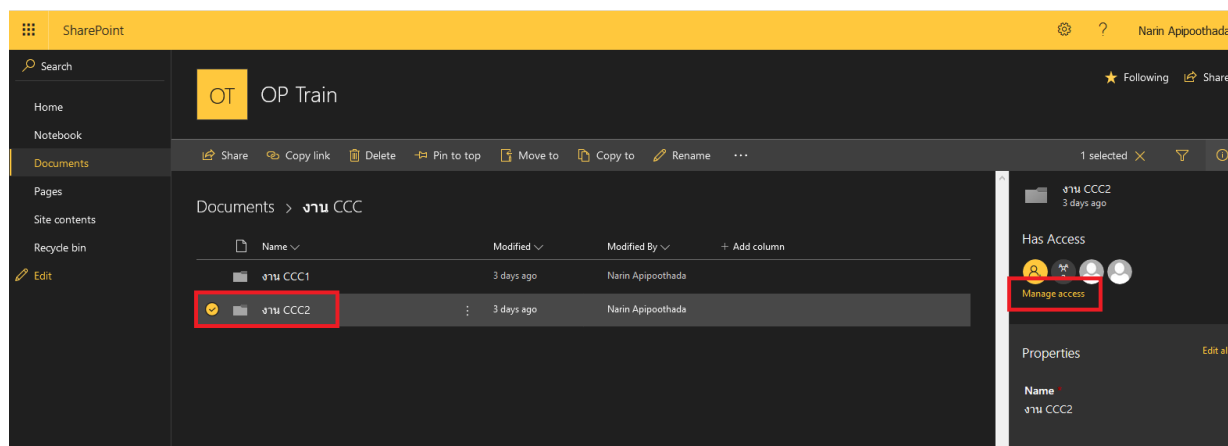 SharePoint
?
Narin Apipoothada
Search
Home
Notebook
Documents
Pages
Site contents
Recycle bin
Edit
OT
OP Train
Following
Share
Share
Copy link
Delete
Pin to top
Move to
Copy to
Rename
...
1 selected
Documents > งาน CCC
Name
Modified
Modified By
+ Add column
งาน CCC1
3 days ago
Narin Apipoothada
งาน CCC2
3 days ago
Narin Apipoothada
งาน CCC2
3 days ago
Has Access
Manage access
Properties
Edit al
Name *
งาน CCC2